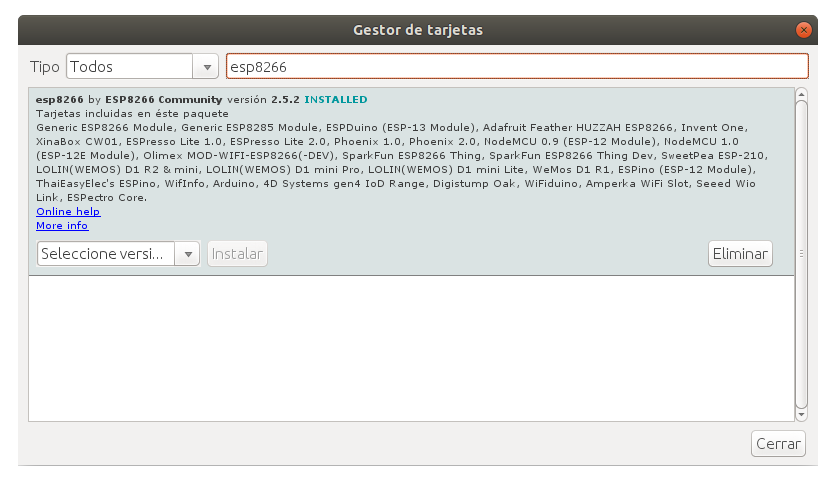 Gestor de tarjetas
Tipo Todos esp8266
esp8266 by ESP8266 Community versión 2.5.2 INSTALLED
Tarjetas incluidas en éste paquete
Generic ESP8266 Module, Generic ESP8285 Module, ESPDuino (ESP-13 Module), Adafruit Feather HUZZAH ESP8266, Invent One,
XinaBox CW01, ESPresso Lite 1.0, ESPresso Lite 2.0, Phoenix 1.0, Phoenix 2.0, NodeMCU 0.9 (ESP-12 Module), NodeMCU 1.0
(ESP-12E Module), Olimex MOD-WIFI-ESP8266(-DEV), SparkFun ESP8266 Thing, SparkFun ESP8266 Thing Dev, SweetPea ESP-210,
LOLIN(WEMOS) D1 R2 & mini, LOLIN(WEMOS) D1 mini Pro, LOLIN(WEMOS) D1 mini Lite, WeMos D1 R1, ESPino (ESP-12 Module),
ThaiEasyElec's ESPino, WifInfo, Arduino, 4D Systems gen4 IoD Range, Digistump Oak, WiFiduino, Amperka WiFi Slot, Seeed Wio
Link, ESPectro Core.
Online help
More info
Seleccione versi... Instalar Eliminar
Cerrar